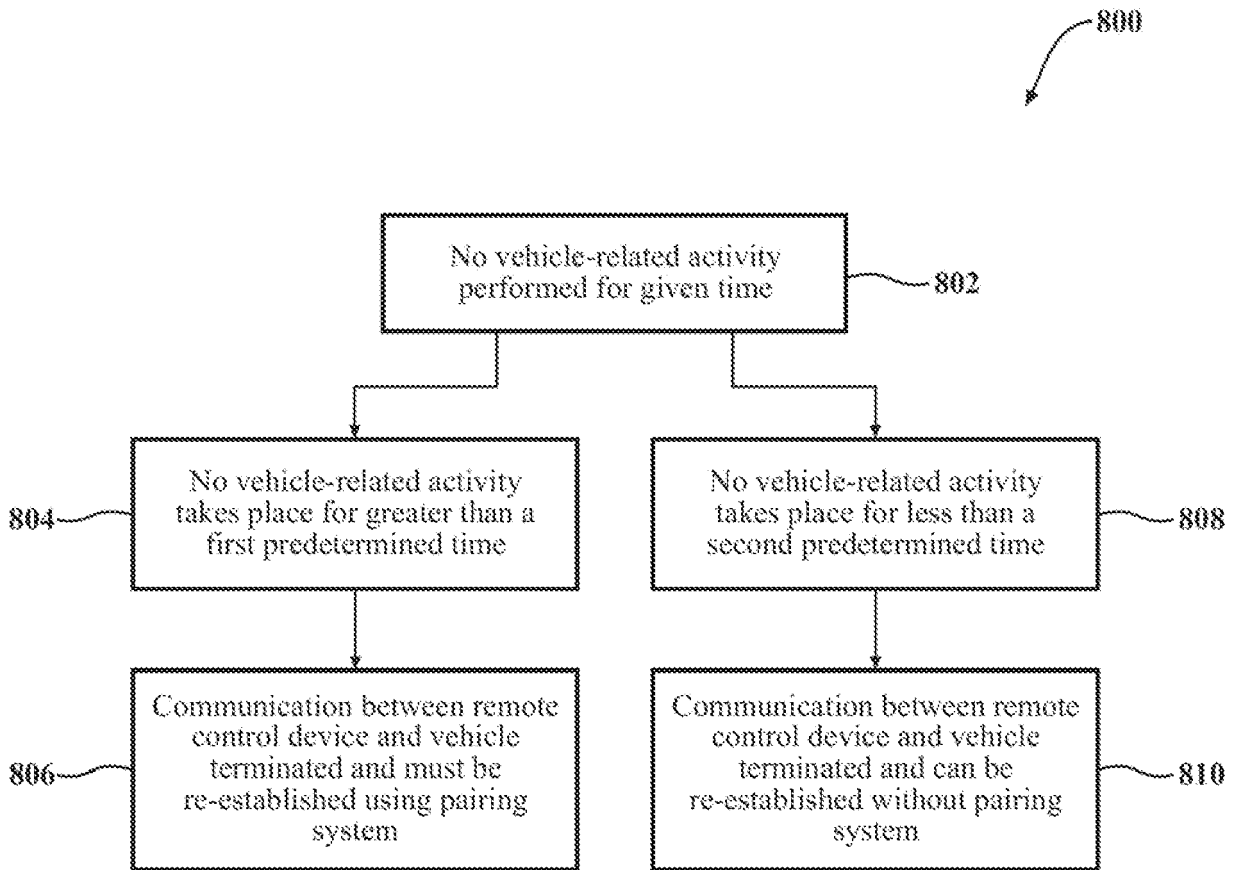 800
No vehicle-related activity
performed for given time
802
No vehicle-related activity
takes place for greater than a
first predetermined time
804
No vehicle-related activity
takes place for less than a
second predetermined time
808
Communication between remote
control device and vehicle
terminated and must be
re-established using pairing
system
806
Communication between remote
control device and vehicle
terminated and can be
re-established without pairing
system
810